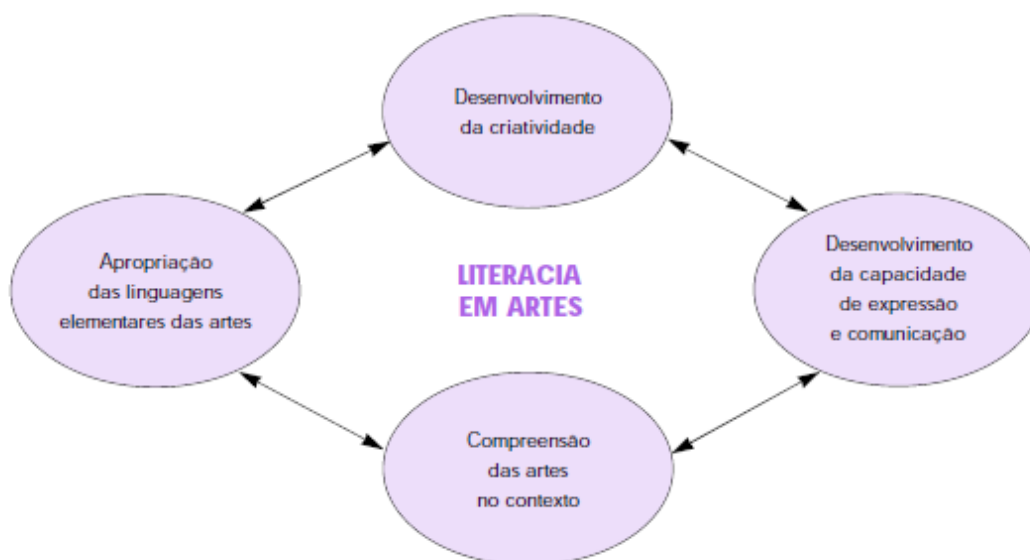 Desenvolvimento
da criatividade
Apropriação
das linguagens
elementares das artes
LITERACIA
EM ARTES
Desenvolvimento
da capacidade
de expressão
e comunicação
Compreensão
das artes
no contexto